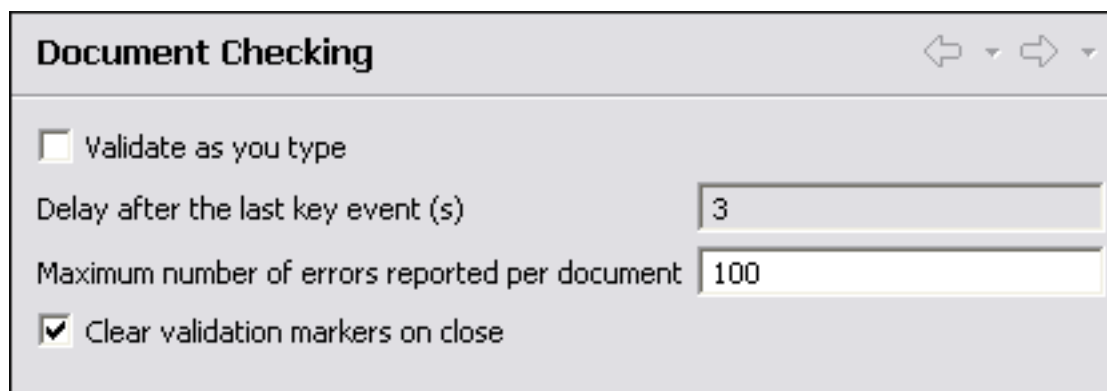 Document Checking
Validate as you type
Delay after the last key event (s) 3
Maximum number of errors reported per document 100
Clear validation markers on close